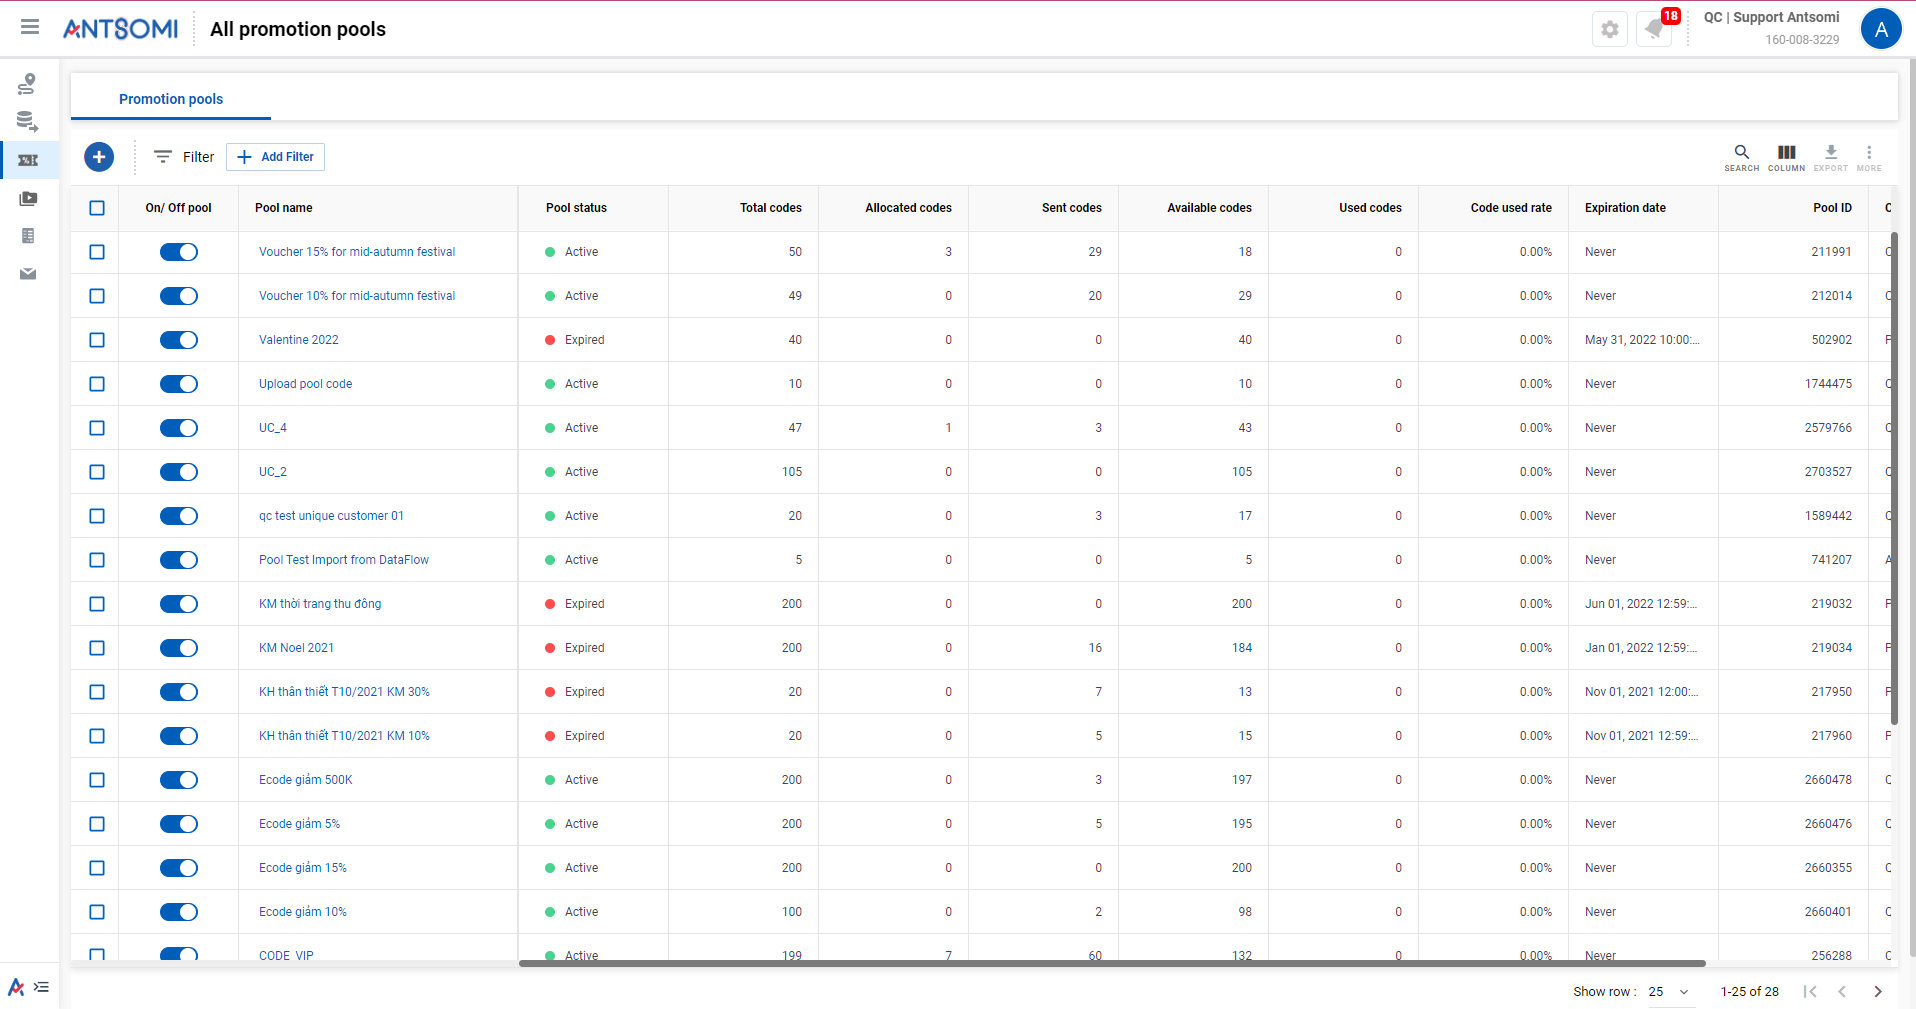 ANTSOMI All promotion pools 18 QC | Support Antsomi A
160-008-3229
Promotion pools
Filter Add Filter SEARCH COLUMN EXPORT MORE
On/ Off pool Pool name Pool status Total codes Allocated codes Sent codes Available codes Used codes Code used rate Expiration date Pool ID
Voucher 15% for mid-autumn festival Active 50 3 29 18 0 0.00% Never 211991
Voucher 10% for mid-autumn festival Active 49 0 20 29 0 0.00% Never 212014
Valentine 2022 Expired 40 0 0 40 0 0.00% May 31, 2022 10:00:... 502902
Upload pool code Active 10 0 0 10 0 0.00% Never 1744475
UC_4 Active 47 1 3 43 0 0.00% Never 2579766
UC_2 Active 105 0 0 105 0 0.00% Never 2703527
qc test unique customer 01 Active 20 0 3 17 0 0.00% Never 1589442
Pool Test Import from DataFlow Active 5 0 0 5 0 0.00% Never 741207
KM thời trang thu đông Expired 200 0 0 200 0 0.00% Jun 01, 2022 12:59:... 219032
KM Noel 2021 Expired 200 0 16 184 0 0.00% Jan 01, 2022 12:59:... 219034
KH thân thiết T10/2021 KM 30% Expired 20 0 7 13 0 0.00% Nov 01, 2021 12:00:... 217950
KH thân thiết T10/2021 KM 10% Expired 20 0 5 15 0 0.00% Nov 01, 2021 12:59:... 217960
Ecode giảm 500K Active 200 0 3 197 0 0.00% Never 2660478
Ecode giảm 5% Active 200 0 5 195 0 0.00% Never 2660476
Ecode giảm 15% Active 200 0 0 200 0 0.00% Never 2660355
Ecode giảm 10% Active 100 0 2 98 0 0.00% Never 2660401
CODE_VIP Active 199 7 60 132 0 0.00% Never 256288
Show row : 25 1-25 of 28